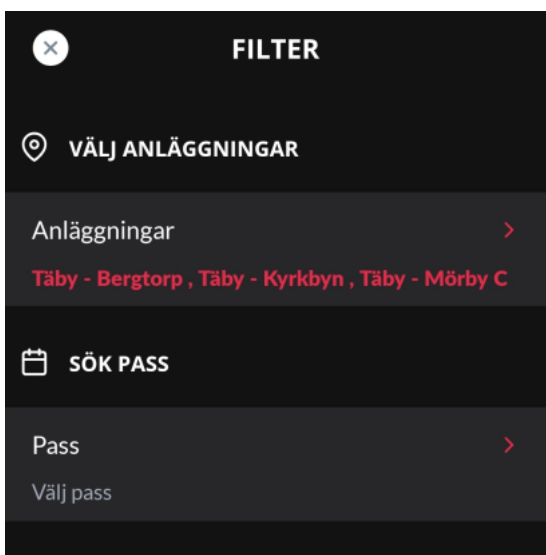 FILTER
VÄLJ ANLÄGGNINGAR
Anläggningar
Täby - Bergtorp , Täby - Kyrkbyn , Täby - Mörby C
SÖK PASS
Pass
Välj pass